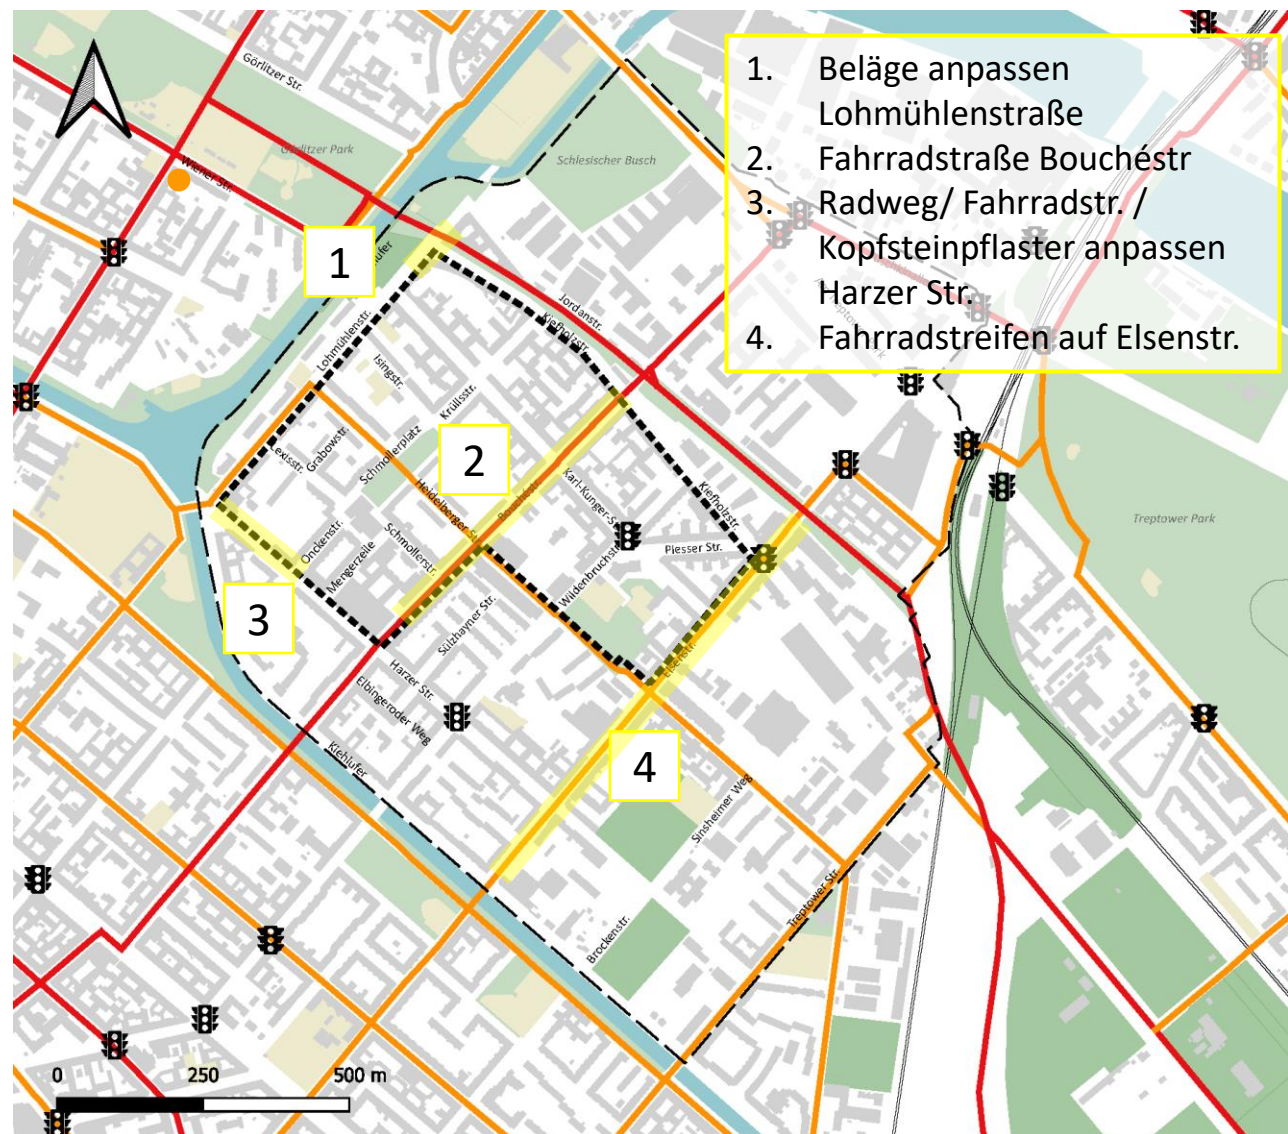 1. Beläge anpassen
Lohmühlenstraße
2. Fahrradstraße Bouchéstr
3. Radweg/ Fahrradstr. /
Kopfsteinpflaster anpassen
Harzer Str.
4. Fahrradstreifen auf Elsenstr.
Görlitzer Str.
Görlitzer Park
Wiener Str.
Schlesischer Busch
1
Lohmühlenstr.
Jordanstr.
Kiefholzstr.
Isingstr.
Krüllsstr.
Schmollerplatz
Grabowstr.
Lexisstr.
2
Heidelberger Str.
Bouchéstr.
Karl-Kunger-S
Kiefholzstr.
Plesser Str.
Treptower Park
Onckenstr.
Mengerzeile
Schmollerstr.
Wildenbruchstr.
3
Sülzhayner Str.
Harzer Str.
Elsenstr.
Elbingeroder Weg
Kiehlufer
4
Sinsheimer Weg
Treptower Str.
Brockenstr.
0 250 500 m